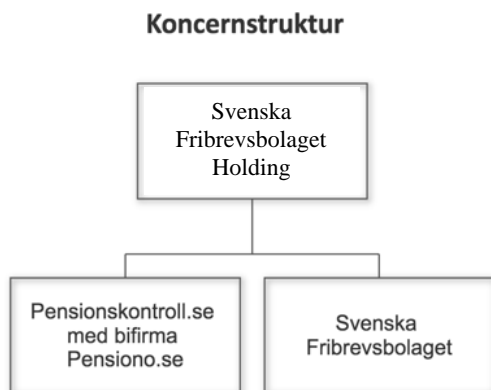 Koncernstruktur
Svenska
Fribrevsbolaget
Holding
Pensionskontroll.se
med bifirma
Pensiono.se
Svenska
Fribrevsbolaget